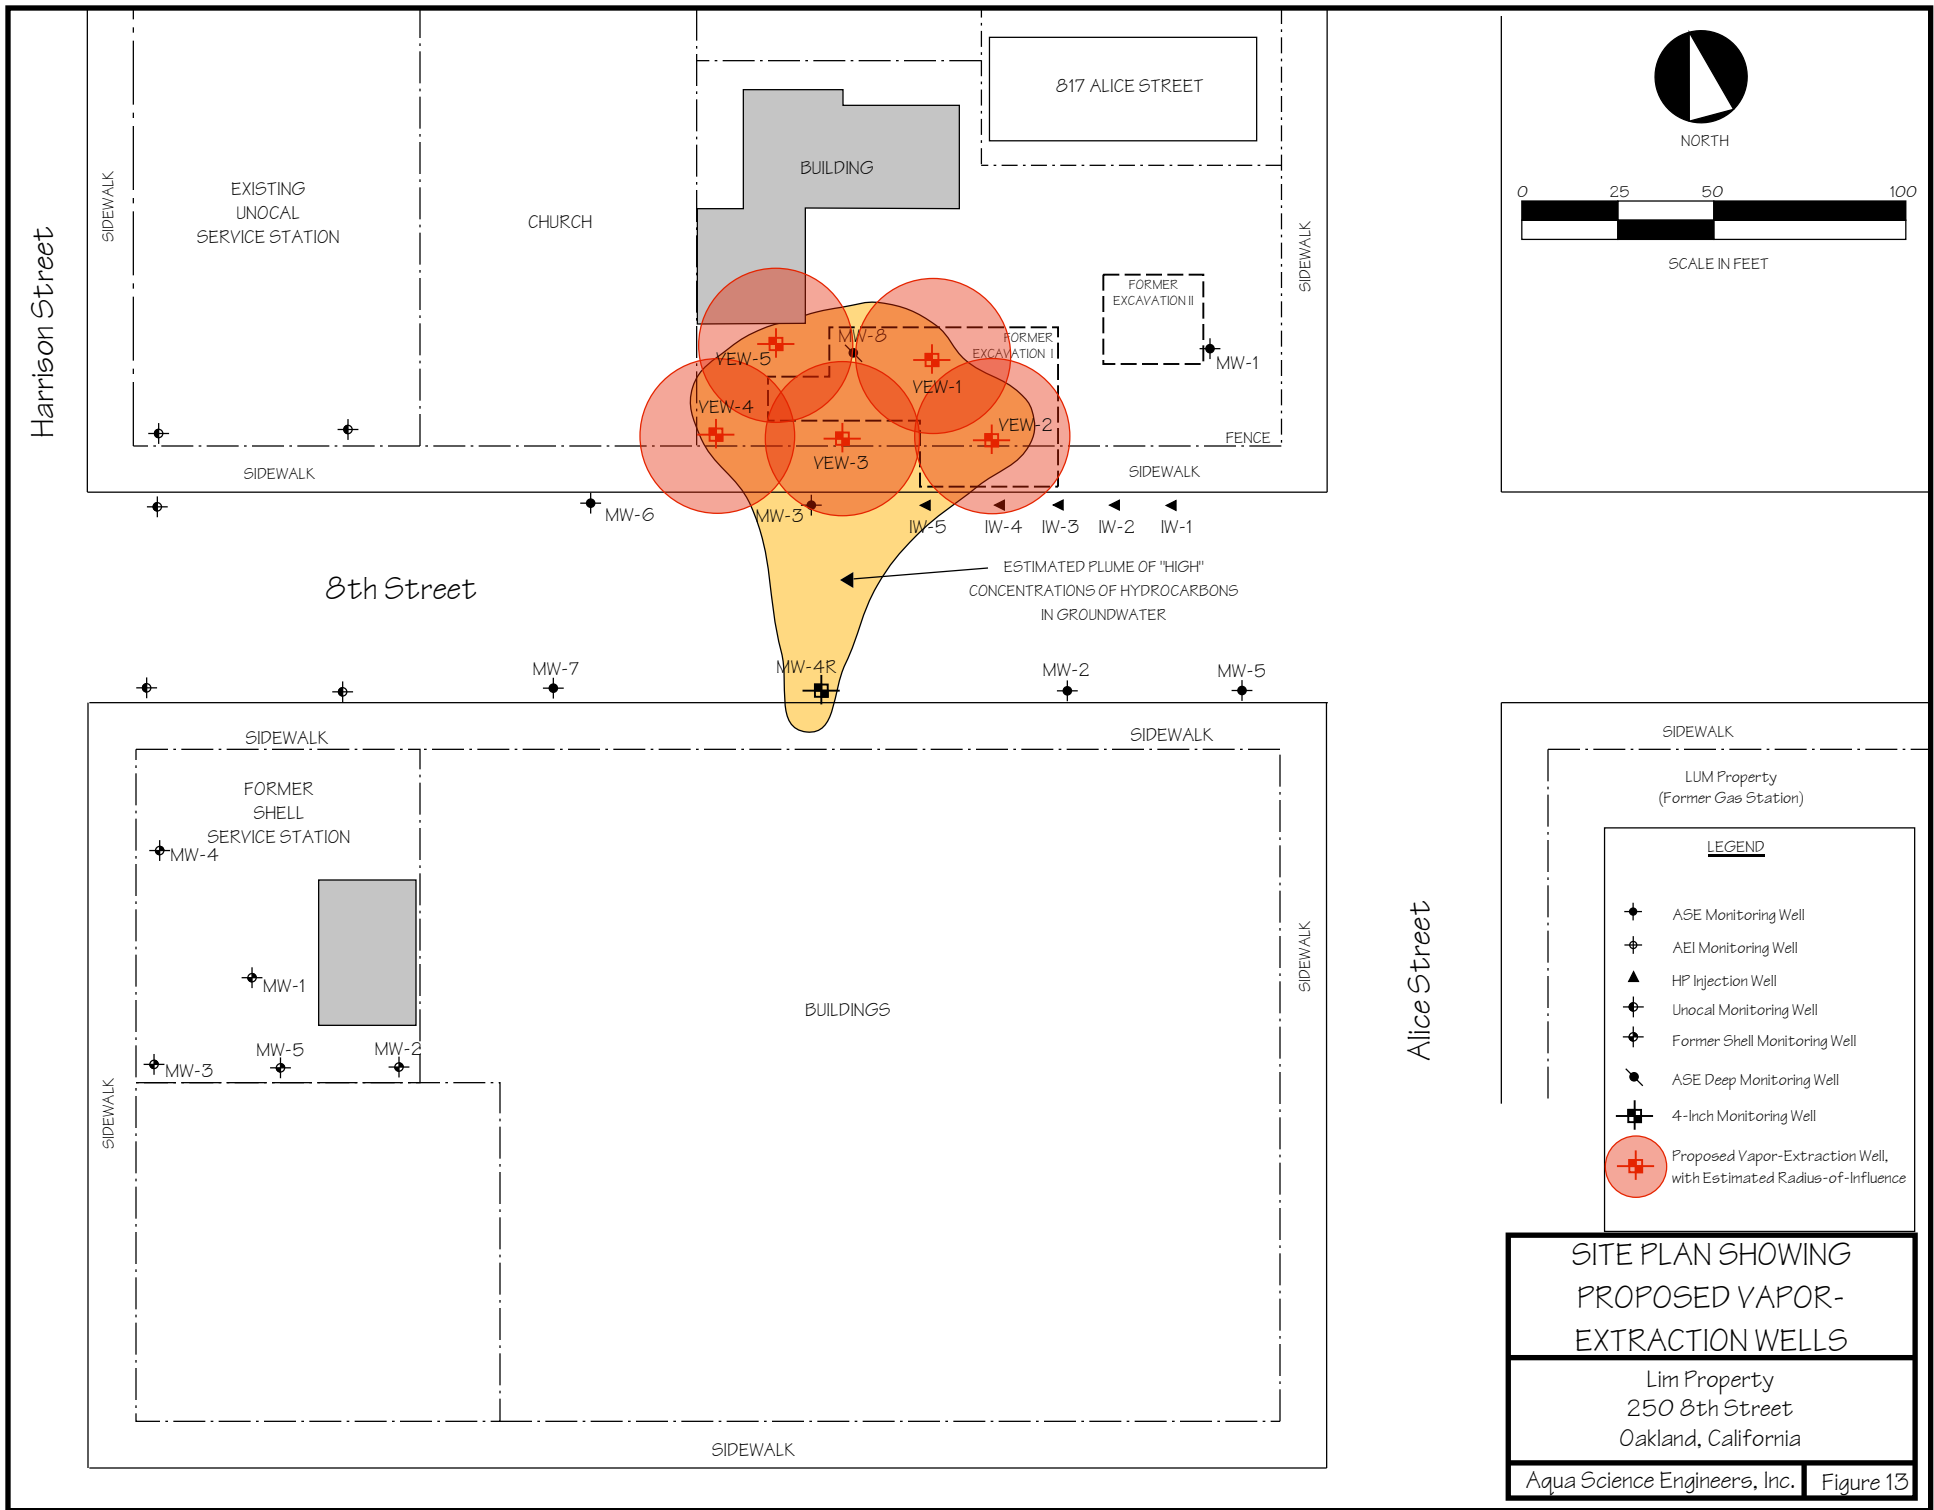 817 ALICE STREET
NORTH
0 25 50 100
SCALE IN FEET
SIDEWALK
EXISTING
UNOCAL
SERVICE STATION
CHURCH
BUILDING
SIDEWALK
Harrison Street
FORMER
EXCAVATION II
MW-1
MW-8
FORMER
EXCAVATION I
VEW-5
VEW-1
VEW-4
VEW-2
VEW-3
FENCE
SIDEWALK
SIDEWALK
MW-6
MW-3
IW-5
IW-4
IW-3
IW-2
IW-1
8th Street
ESTIMATED PLUME OF "HIGH"
CONCENTRATIONS OF HYDROCARBONS
IN GROUNDWATER
MW-7
MW-4R
MW-2
MW-5
SIDEWALK
SIDEWALK
SIDEWALK
FORMER
SHELL
SERVICE STATION
MW-4
MW-1
MW-5
MW-2
MW-3
SIDEWALK
BUILDINGS
SIDEWALK
SIDEWALK
Alice Street
LUM Property
(Former Gas Station)
LEGEND
ASE Monitoring Well
AEI Monitoring Well
HP Injection Well
Unocal Monitoring Well
Former Shell Monitoring Well
ASE Deep Monitoring Well
4-Inch Monitoring Well
Proposed Vapor-Extraction Well,
with Estimated Radius-of-Influence
SITE PLAN SHOWING
PROPOSED VAPOR-
EXTRACTION WELLS
Lim Property
250 8th Street
Oakland, California
Aqua Science Engineers, Inc.
Figure 13